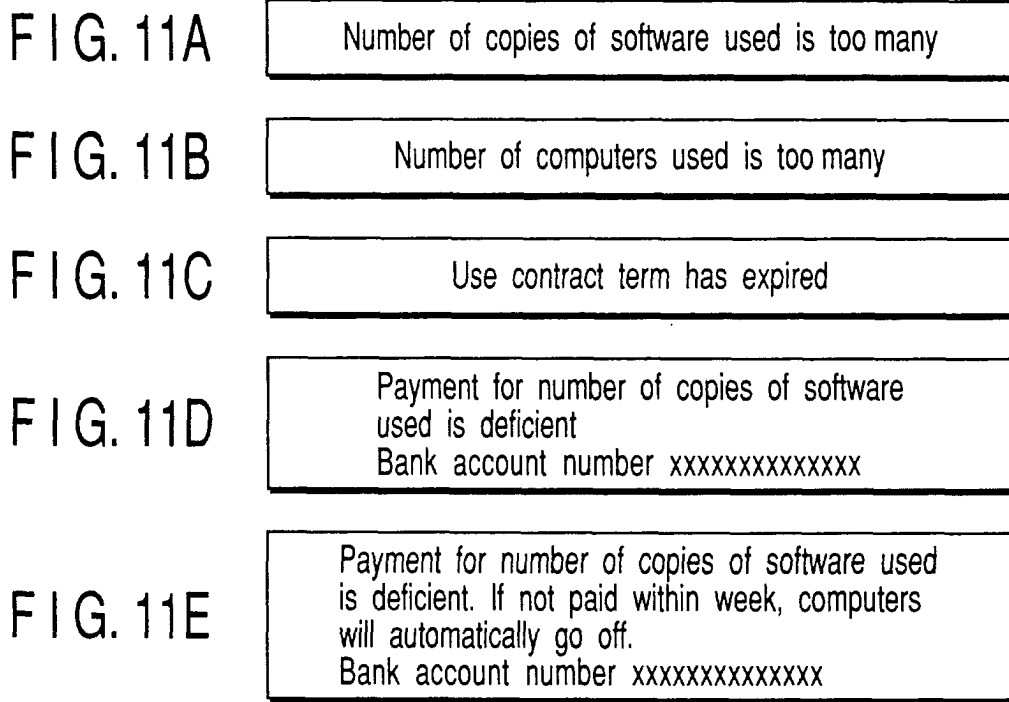 FIG. 11A
Number of copies of software used is too many
FIG. 11B
Number of computers used is too many
FIG. 11C
Use contract term has expired
FIG. 11D
Payment for number of copies of software
used is deficient
Bank account number xxxxxxxxxxxxxx
FIG. 11E
Payment for number of copies of software used
is deficient. If not paid within week, computers
will automatically go off.
Bank account number xxxxxxxxxxxxxx